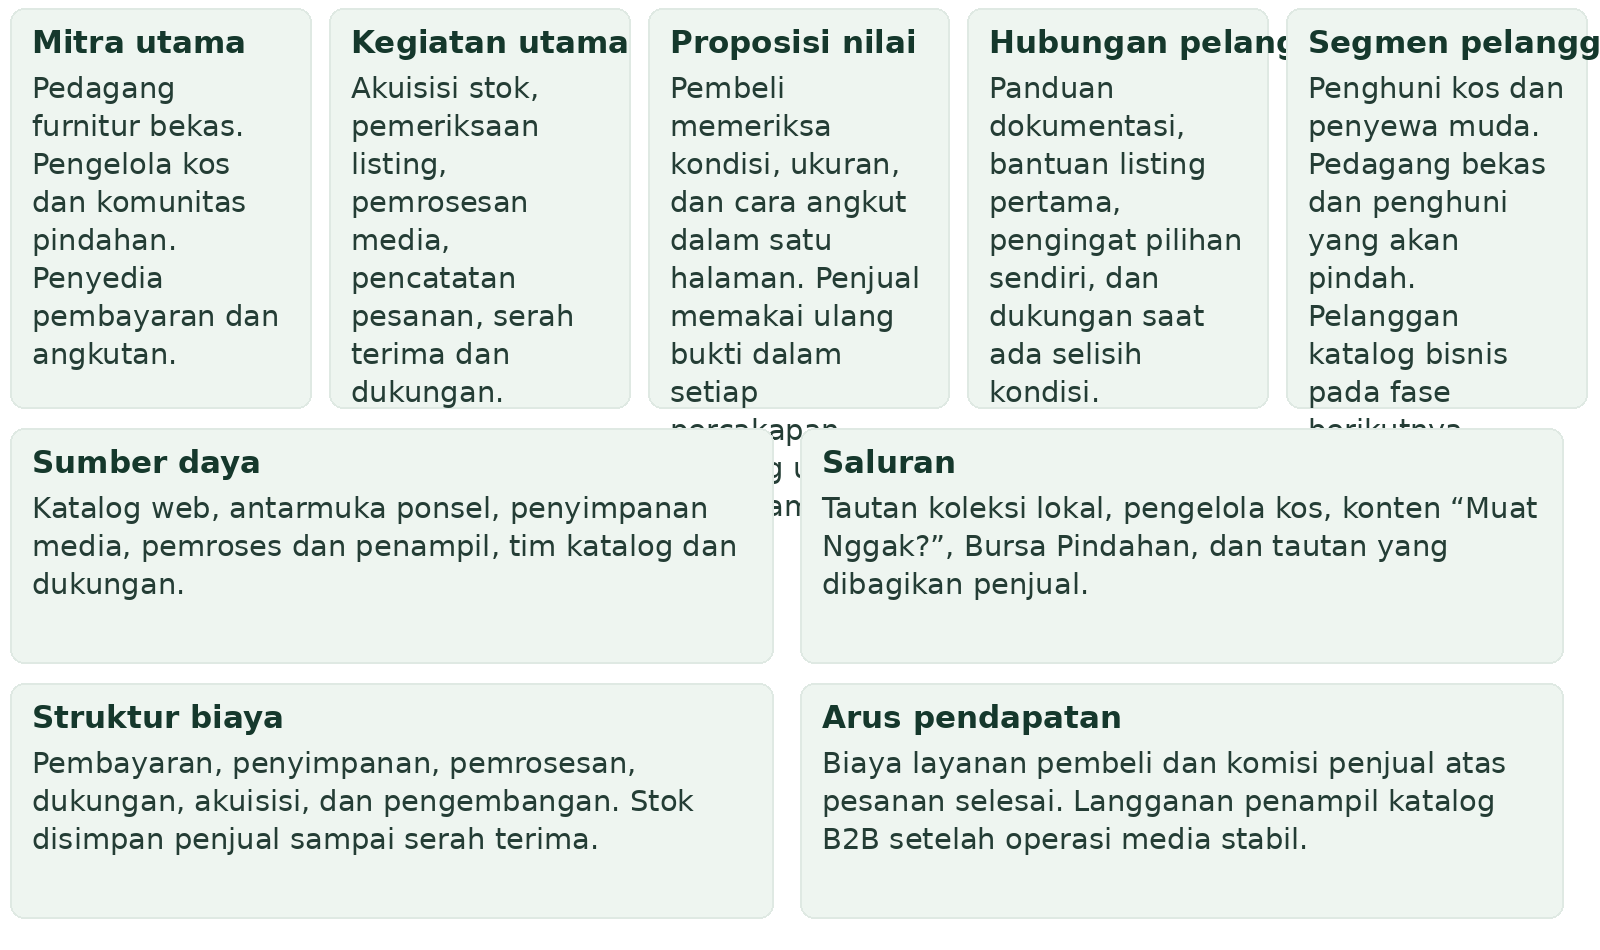 Mitra utama
Pedagang
furnitur bekas.
Pengelola kos
dan komunitas
pindahan.
Penyedia
pembayaran dan
angkutan.
Kegiatan utama
Akuisisi stok,
pemeriksaan
listing,
pemrosesan
media,
pencatatan
pesanan, serah
terima dan
dukungan.
Proposisi nilai
Pembeli
memeriksa
kondisi, ukuran,
dan cara angkut
dalam satu
halaman. Penjual
memakai ulang
bukti dalam
setiap
percakapan
Hubungan
Panduan
dokumentasi,
bantuan listing
pertama,
pengingat pilihan
sendiri, dan
dukungan saat
ada selisih
kondisi.
Segmen pelangg
Penghuni kos dan
penyewa muda.
Pedagang bekas
dan penghuni
yang akan
pindah.
Pelanggan
katalog bisnis
pada fase
berikutnya.
Sumber daya
Katalog web, antarmuka ponsel, penyimpanan
media, pemroses dan penampil, tim katalog dan
dukungan.
Saluran
Tautan koleksi lokal, pengelola kos, konten “Muat
Nggak?”, Bursa Pindahan, dan tautan yang
dibagikan penjual.
Struktur biaya
Pembayaran, penyimpanan, pemrosesan,
dukungan, akuisisi, dan pengembangan. Stok
disimpan penjual sampai serah terima.
Arus pendapatan
Biaya layanan pembeli dan komisi penjual atas
pesanan selesai. Langganan penampil katalog
B2B setelah operasi media stabil.